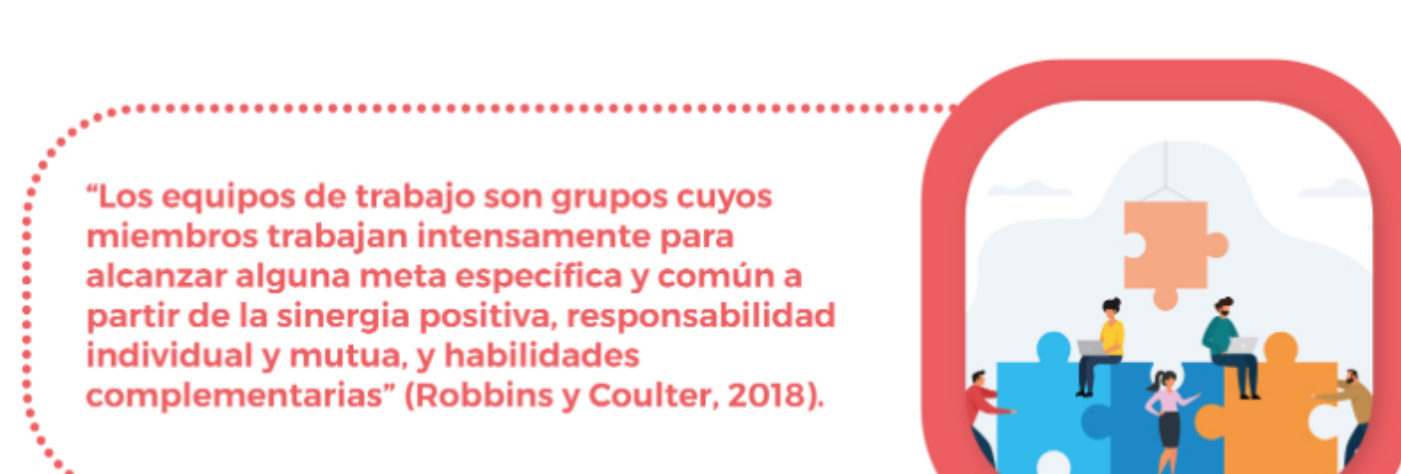 “Los equipos de trabajo son grupos cuyos
miembros trabajan intensamente para
alcanzar alguna meta específica y común a
partir de la sinergia positiva, responsabilidad
individual y mutua, y habilidades
complementarias” (Robbins y Coulter, 2018).